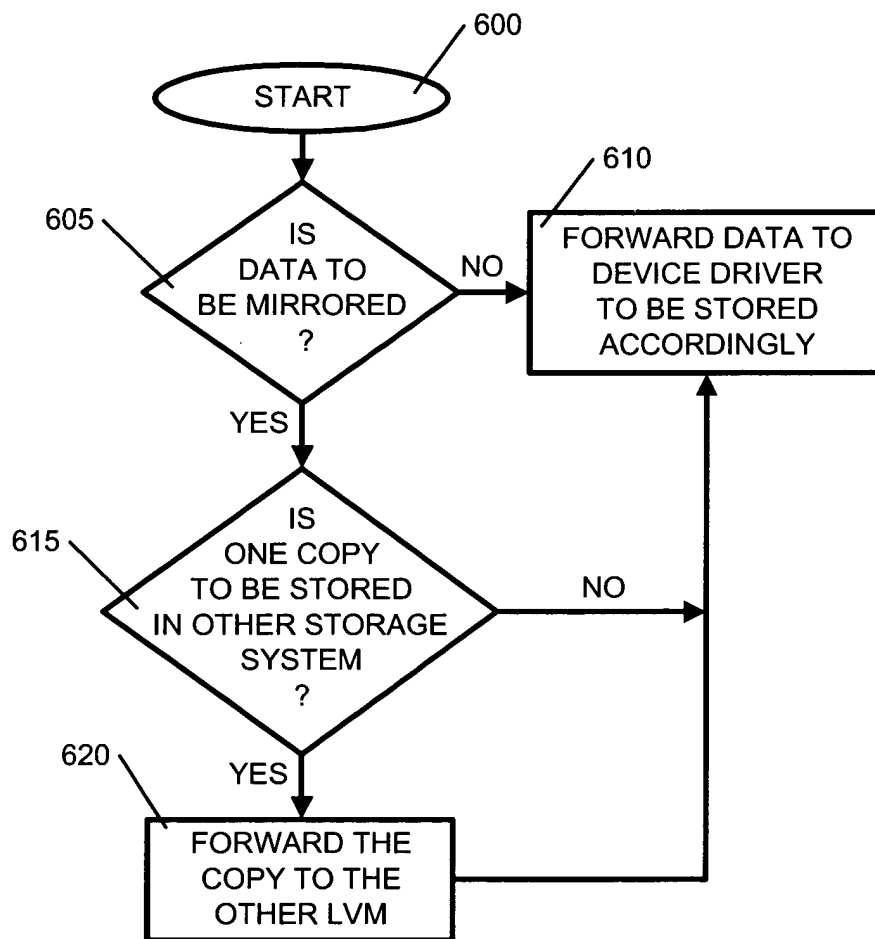 600
START
605
IS
DATA TO
BE MIRRORED
?
NO
610
FORWARD DATA TO
DEVICE DRIVER
TO BE STORED
ACCORDINGLY
YES
615
IS
ONE COPY
TO BE STORED
IN OTHER STORAGE
SYSTEM
?
NO
YES
620
FORWARD THE
COPY TO THE
OTHER LVM